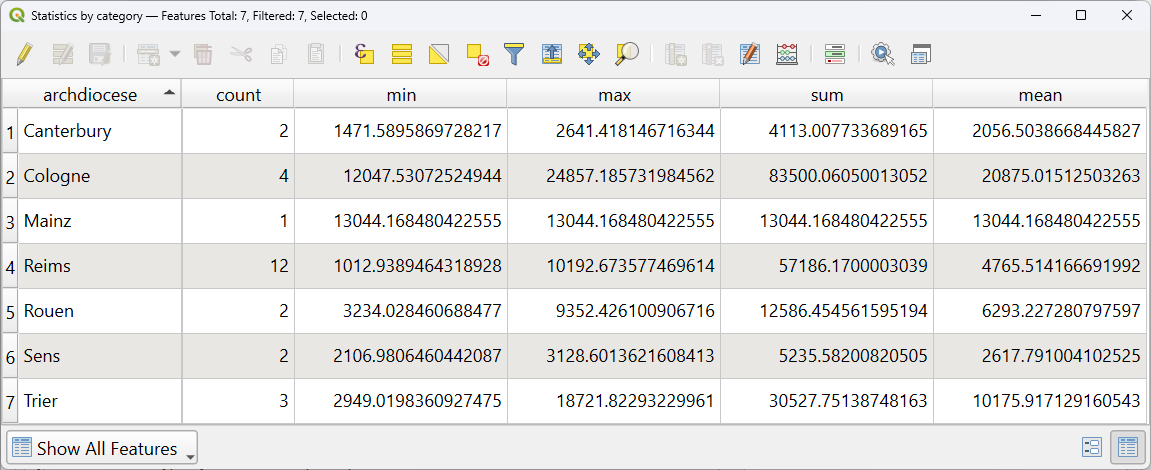 Statistics by category — Features Total: 7, Filtered: 7, Selected: 0
archdiocese count min max sum mean
1 Canterbury 2 1471.5895869728217 2641.418146716344 4113.007733689165 2056.5038668445827
2 Cologne 4 12047.53072524944 24857.185731984562 83500.06050013052 20875.01512503263
3 Mainz 1 13044.168480422555 13044.168480422555 13044.168480422555 13044.168480422555
4 Reims 12 1012.9389464318928 10192.673577469614 57186.1700003039 4765.514166691992
5 Rouen 2 3234.028460688477 9352.426100906716 12586.454561595194 6293.227280797597
6 Sens 2 2106.9806460442087 3128.6013621608413 5235.58200820505 2617.791004102525
7 Trier 3 2949.0198360927475 18721.82293229961 30527.75138748163 10175.917129160543
Show All Features